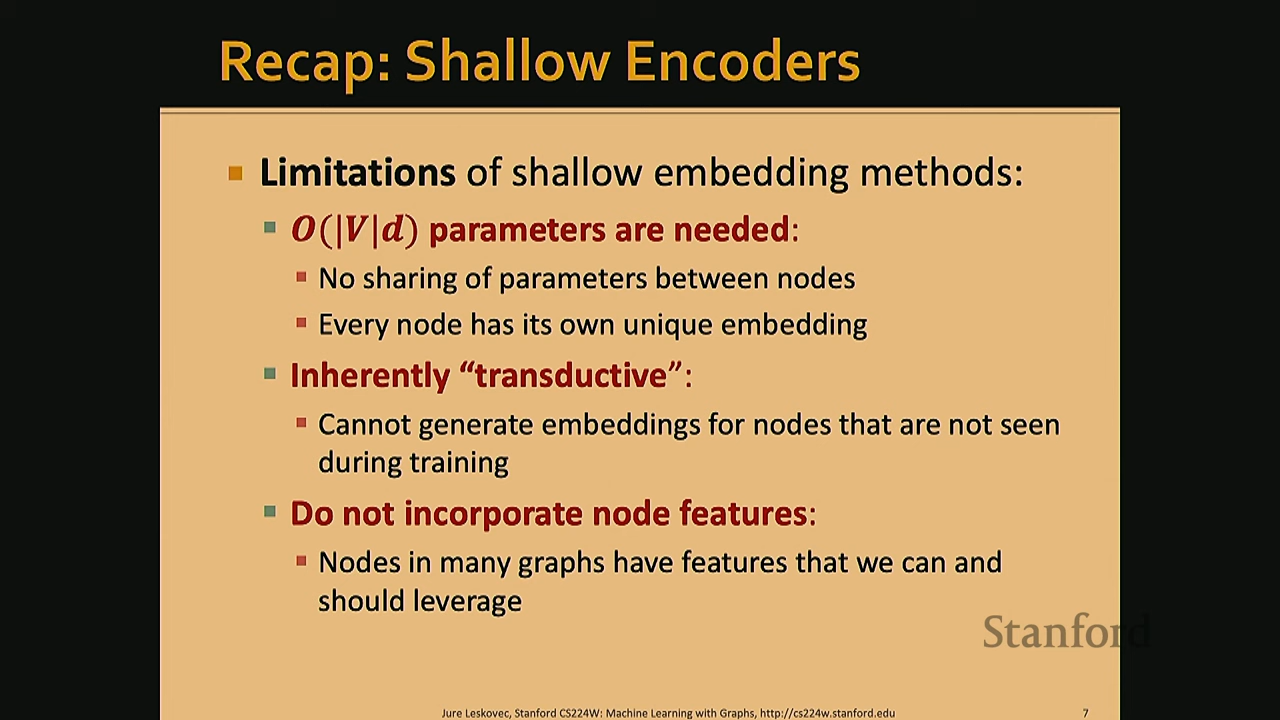 Recap: Shallow Encoders
Limitations of shallow embedding methods:
O(|V|d) parameters are needed:
No sharing of parameters between nodes
Every node has its own unique embedding
Inherently “transductive”:
Cannot generate embeddings for nodes that are not seen
during training
Do not incorporate node features:
Nodes in many graphs have features that we can and
should leverage
Stanford
Jure Leskovec, Stanford CS224W: Machine Learning with Graphs, http://cs224w.stanford.edu
7